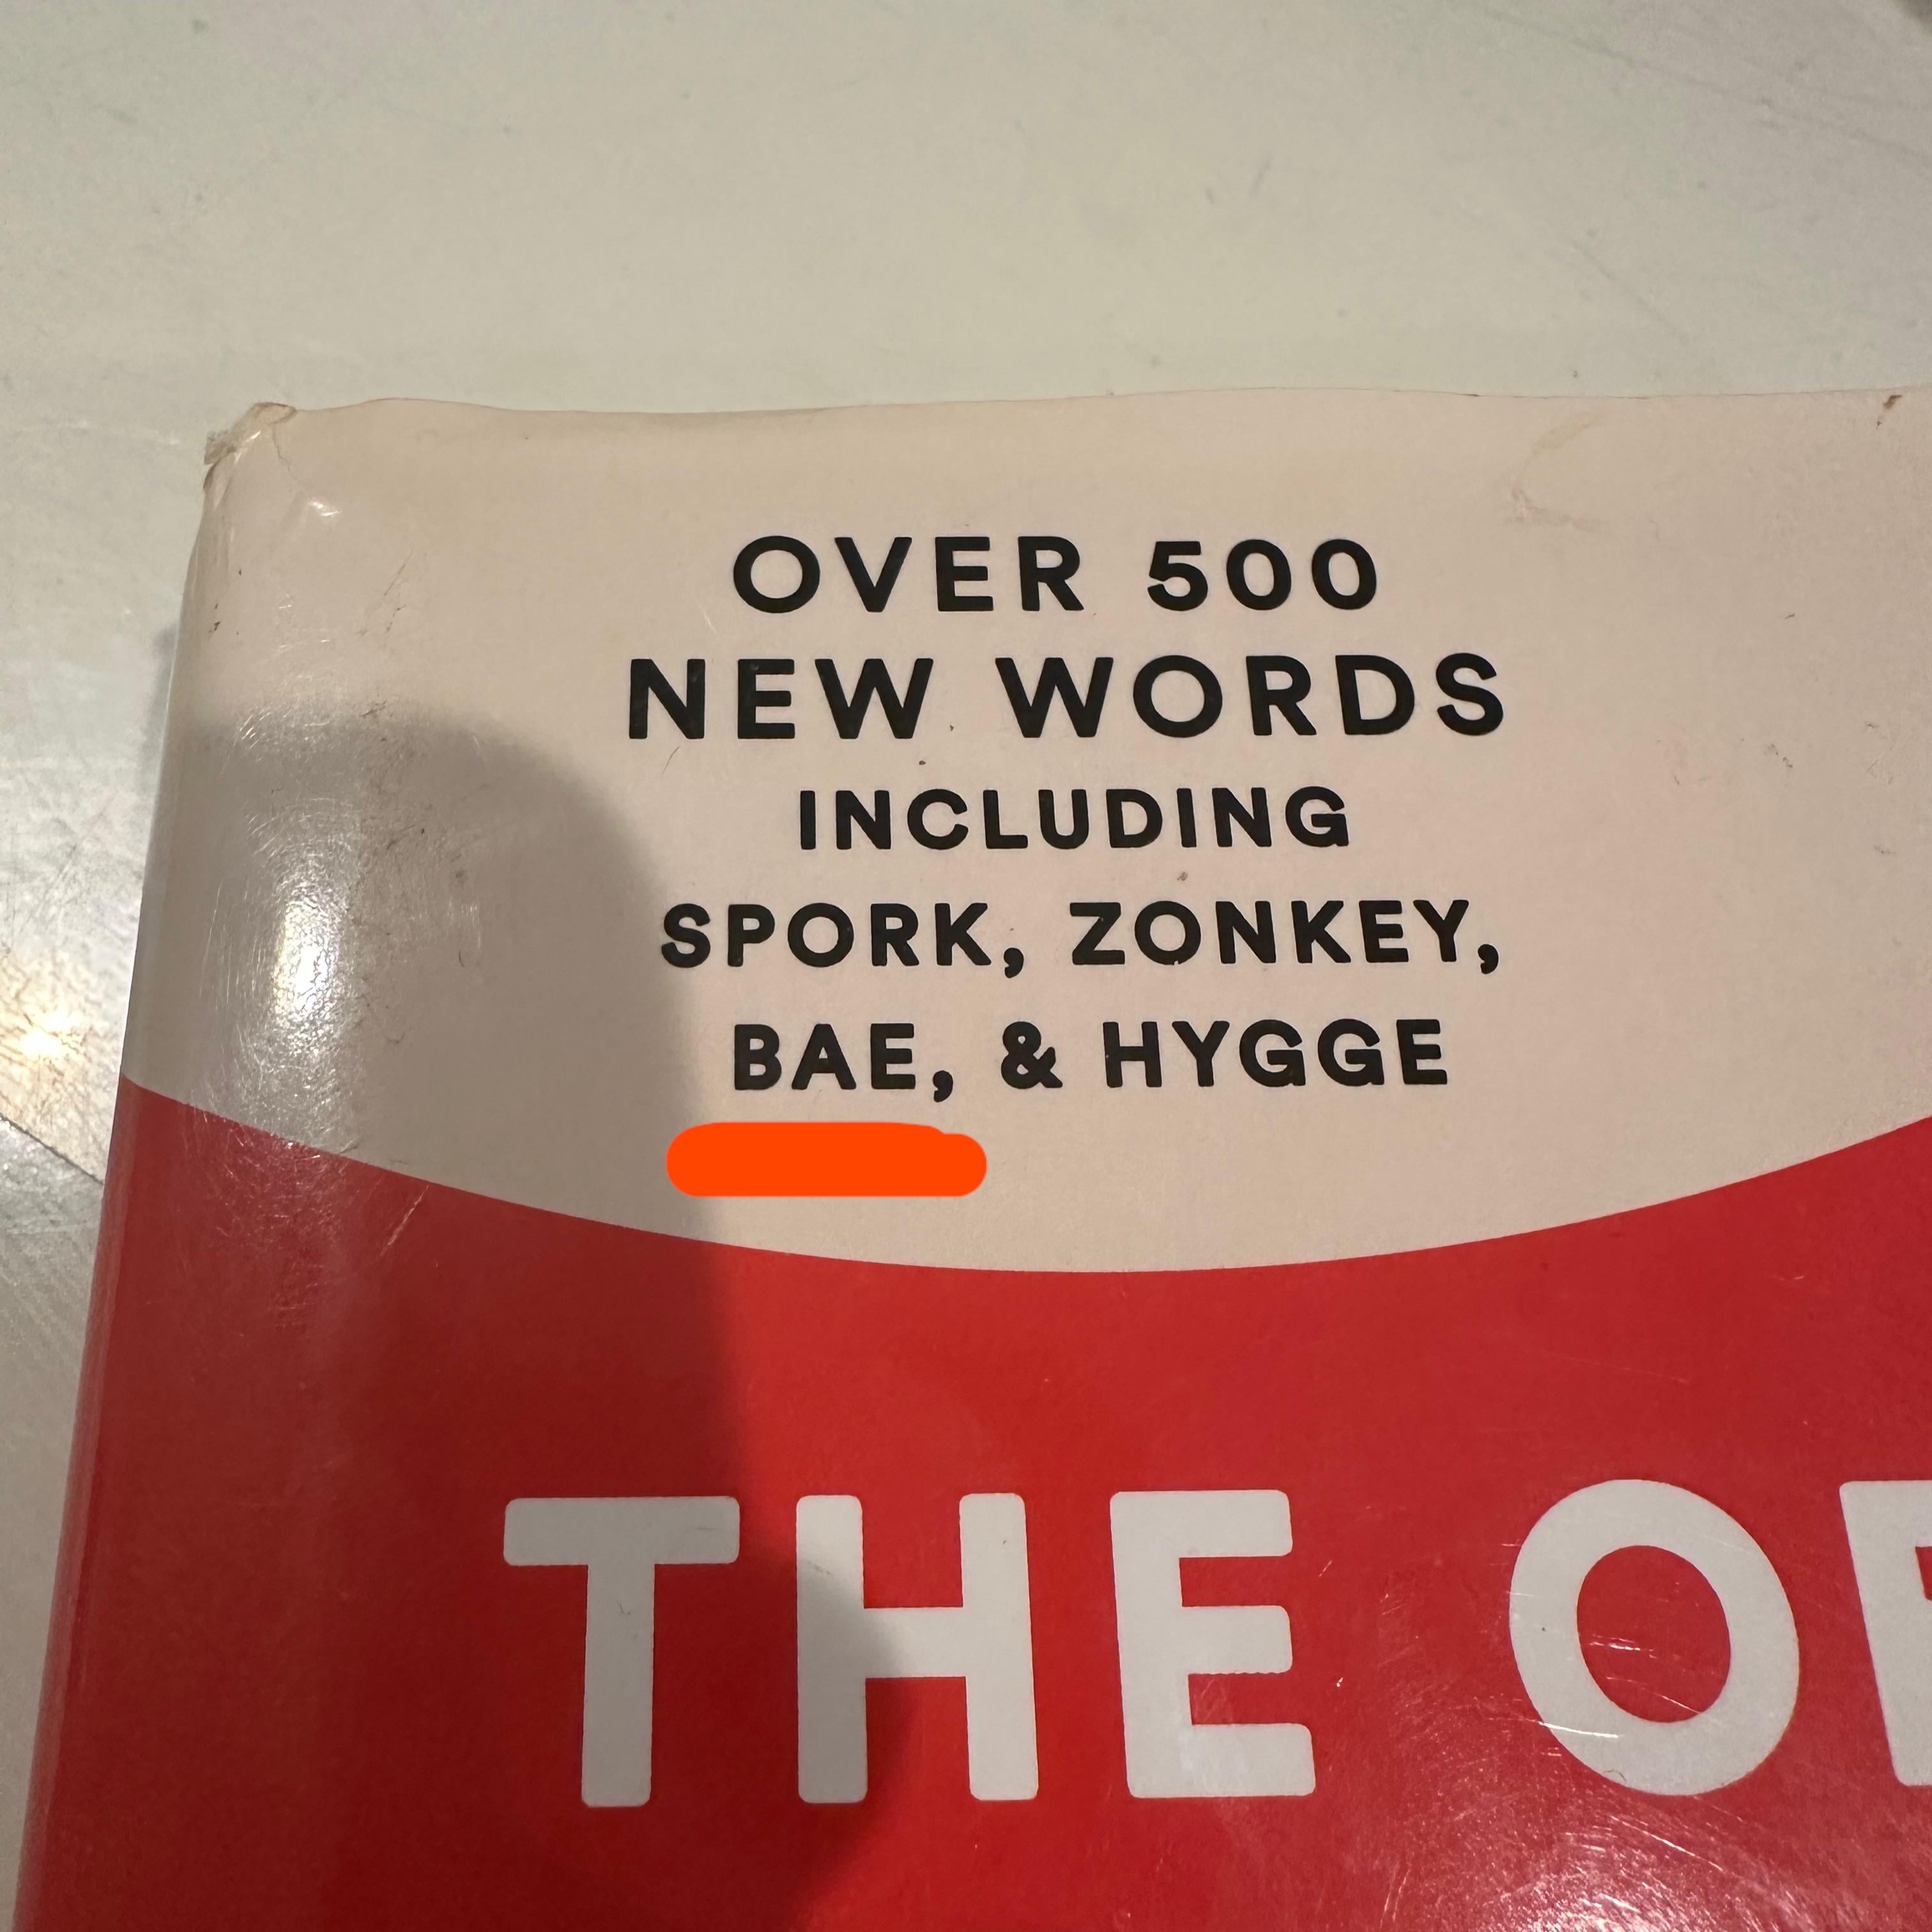 OVER 500
NEW WORDS
INCLUDING
SPORK, ZONKEY,
BAE, & HYGGE
THE